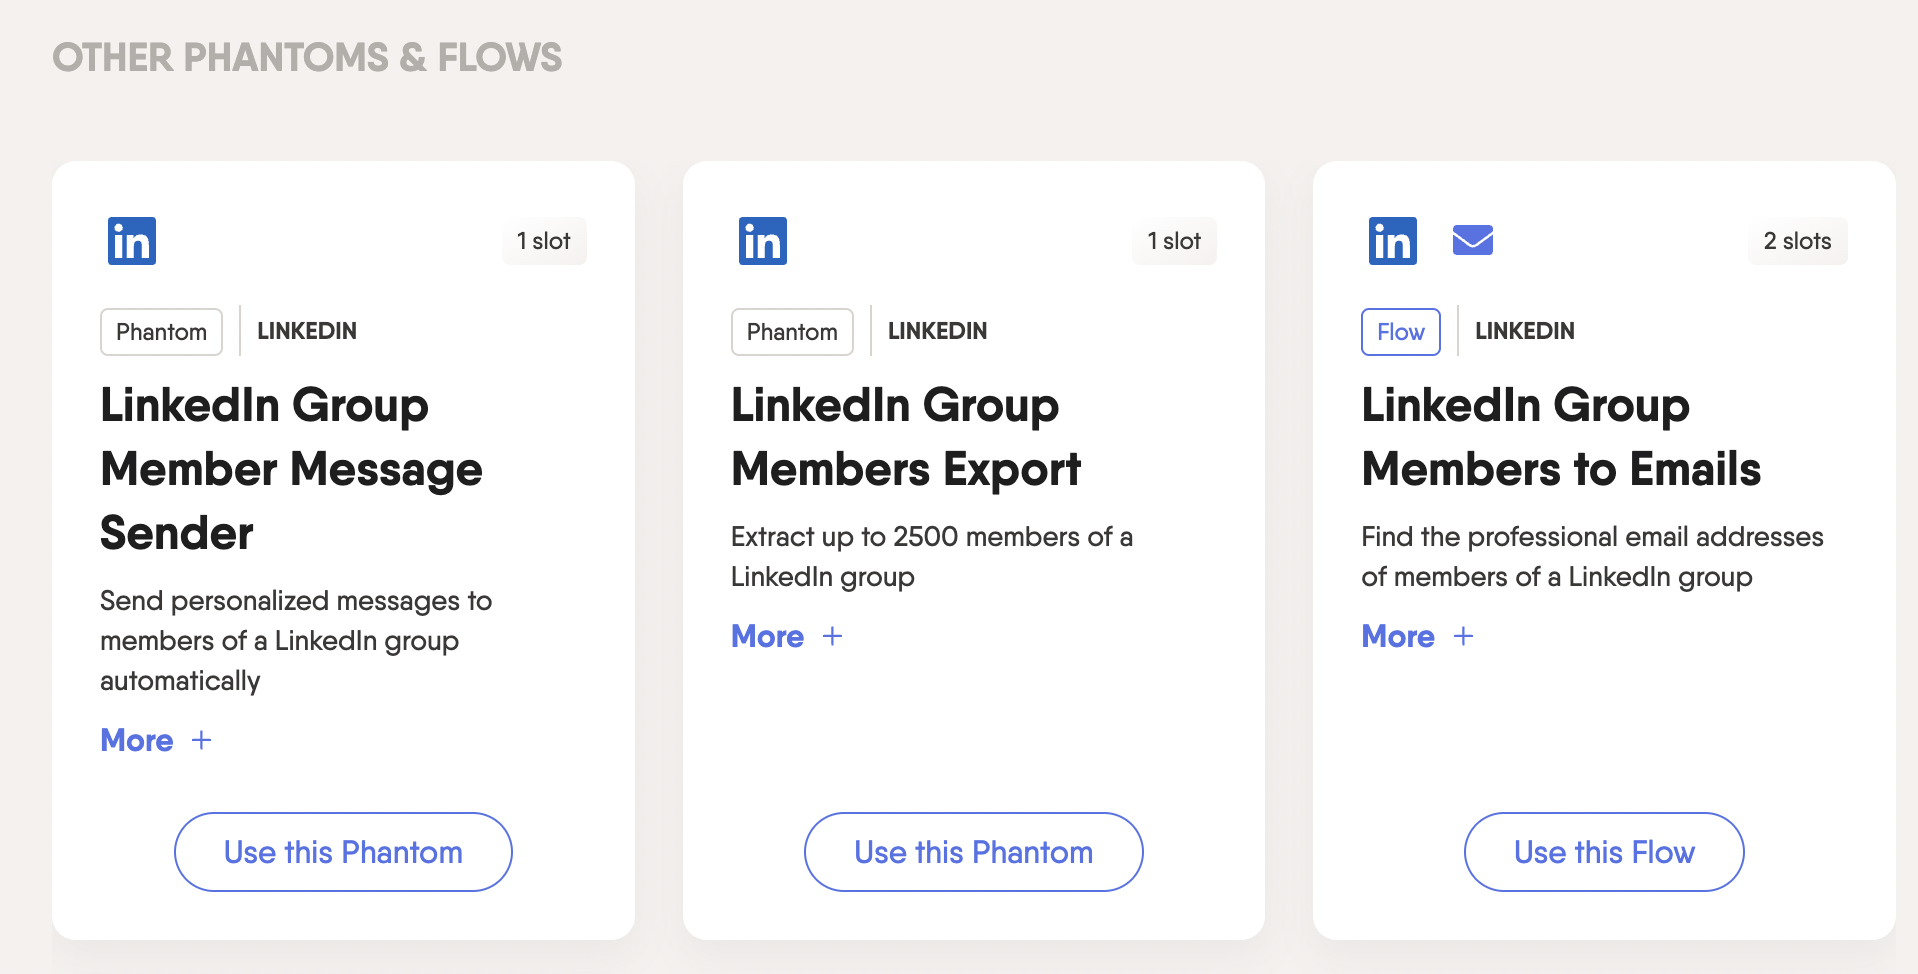 OTHER PHANTOMS & FLOWS
in
1 slot
Phantom
LINKEDIN
LinkedIn Group
Member Message
Sender
Send personalized messages to
members of a LinkedIn group
automatically
More +
Use this Phantom
in
1 slot
Phantom
LINKEDIN
LinkedIn Group
Members Export
Extract up to 2500 members of a
LinkedIn group
More +
Use this Phantom
in
2 slots
Flow
LINKEDIN
LinkedIn Group
Members to Emails
Find the professional email addresses
of members of a LinkedIn group
More +
Use this Flow